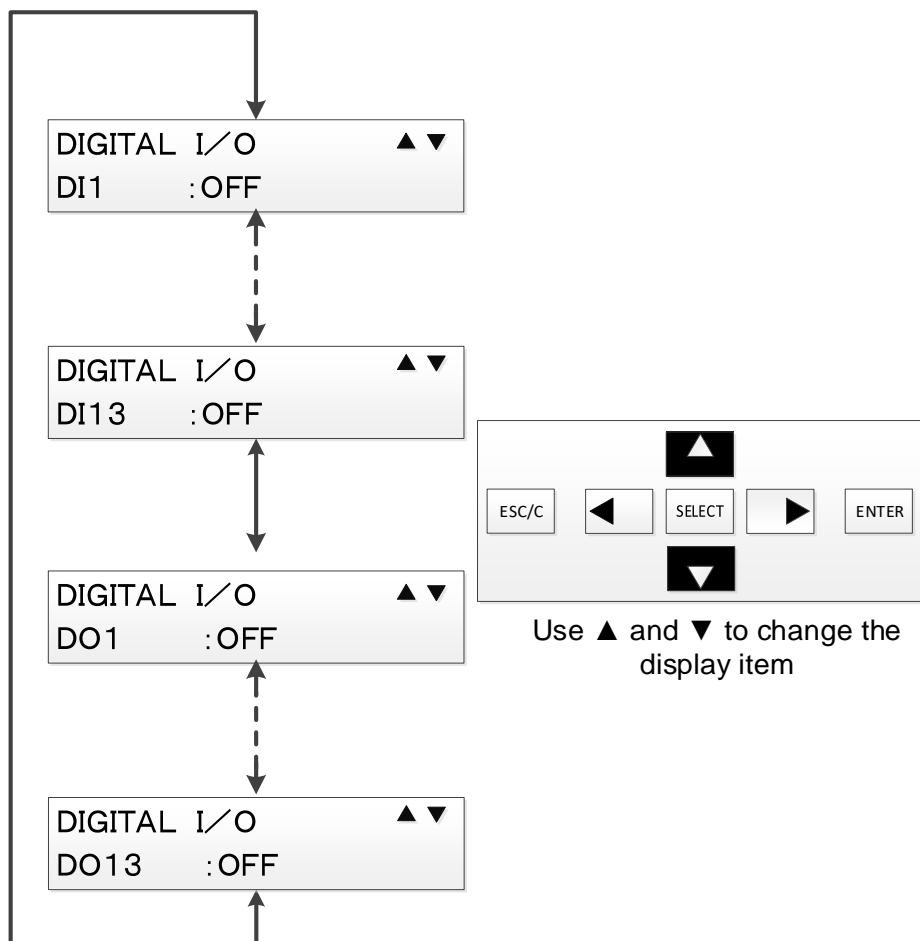 DIGITAL I／O ▲ ▼
DI1 :OFF
DIGITAL I／O ▲ ▼
DI13 :OFF
ESC/C ◀ SELECT ▶ ENTER
▲
▼
Use ▲ and ▼ to change the
display item
DIGITAL I／O ▲ ▼
DO1 :OFF
DIGITAL I／O ▲ ▼
DO13 :OFF